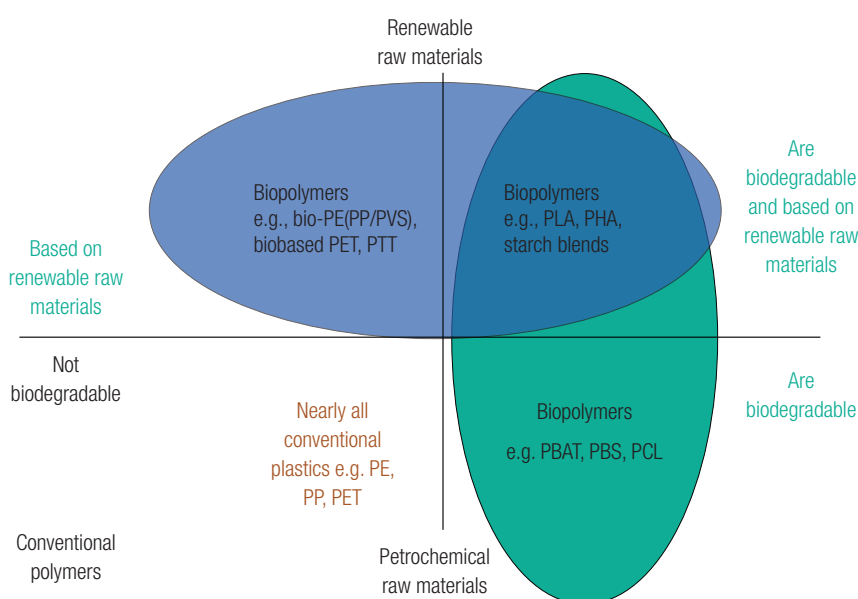 Renewable
raw materials
Biopolymers
e.g., bio-PE(PP/PVS),
biobased PET, PTT
Biopolymers
e.g., PLA, PHA,
starch blends
Are
biodegradable
and based on
renewable raw
materials
Based on
renewable raw
materials
Not
biodegradable
Nearly all
conventional
plastics e.g. PE,
PP, PET
Biopolymers
e.g. PBAT, PBS, PCL
Are
biodegradable
Conventional
polymers
Petrochemical
raw materials